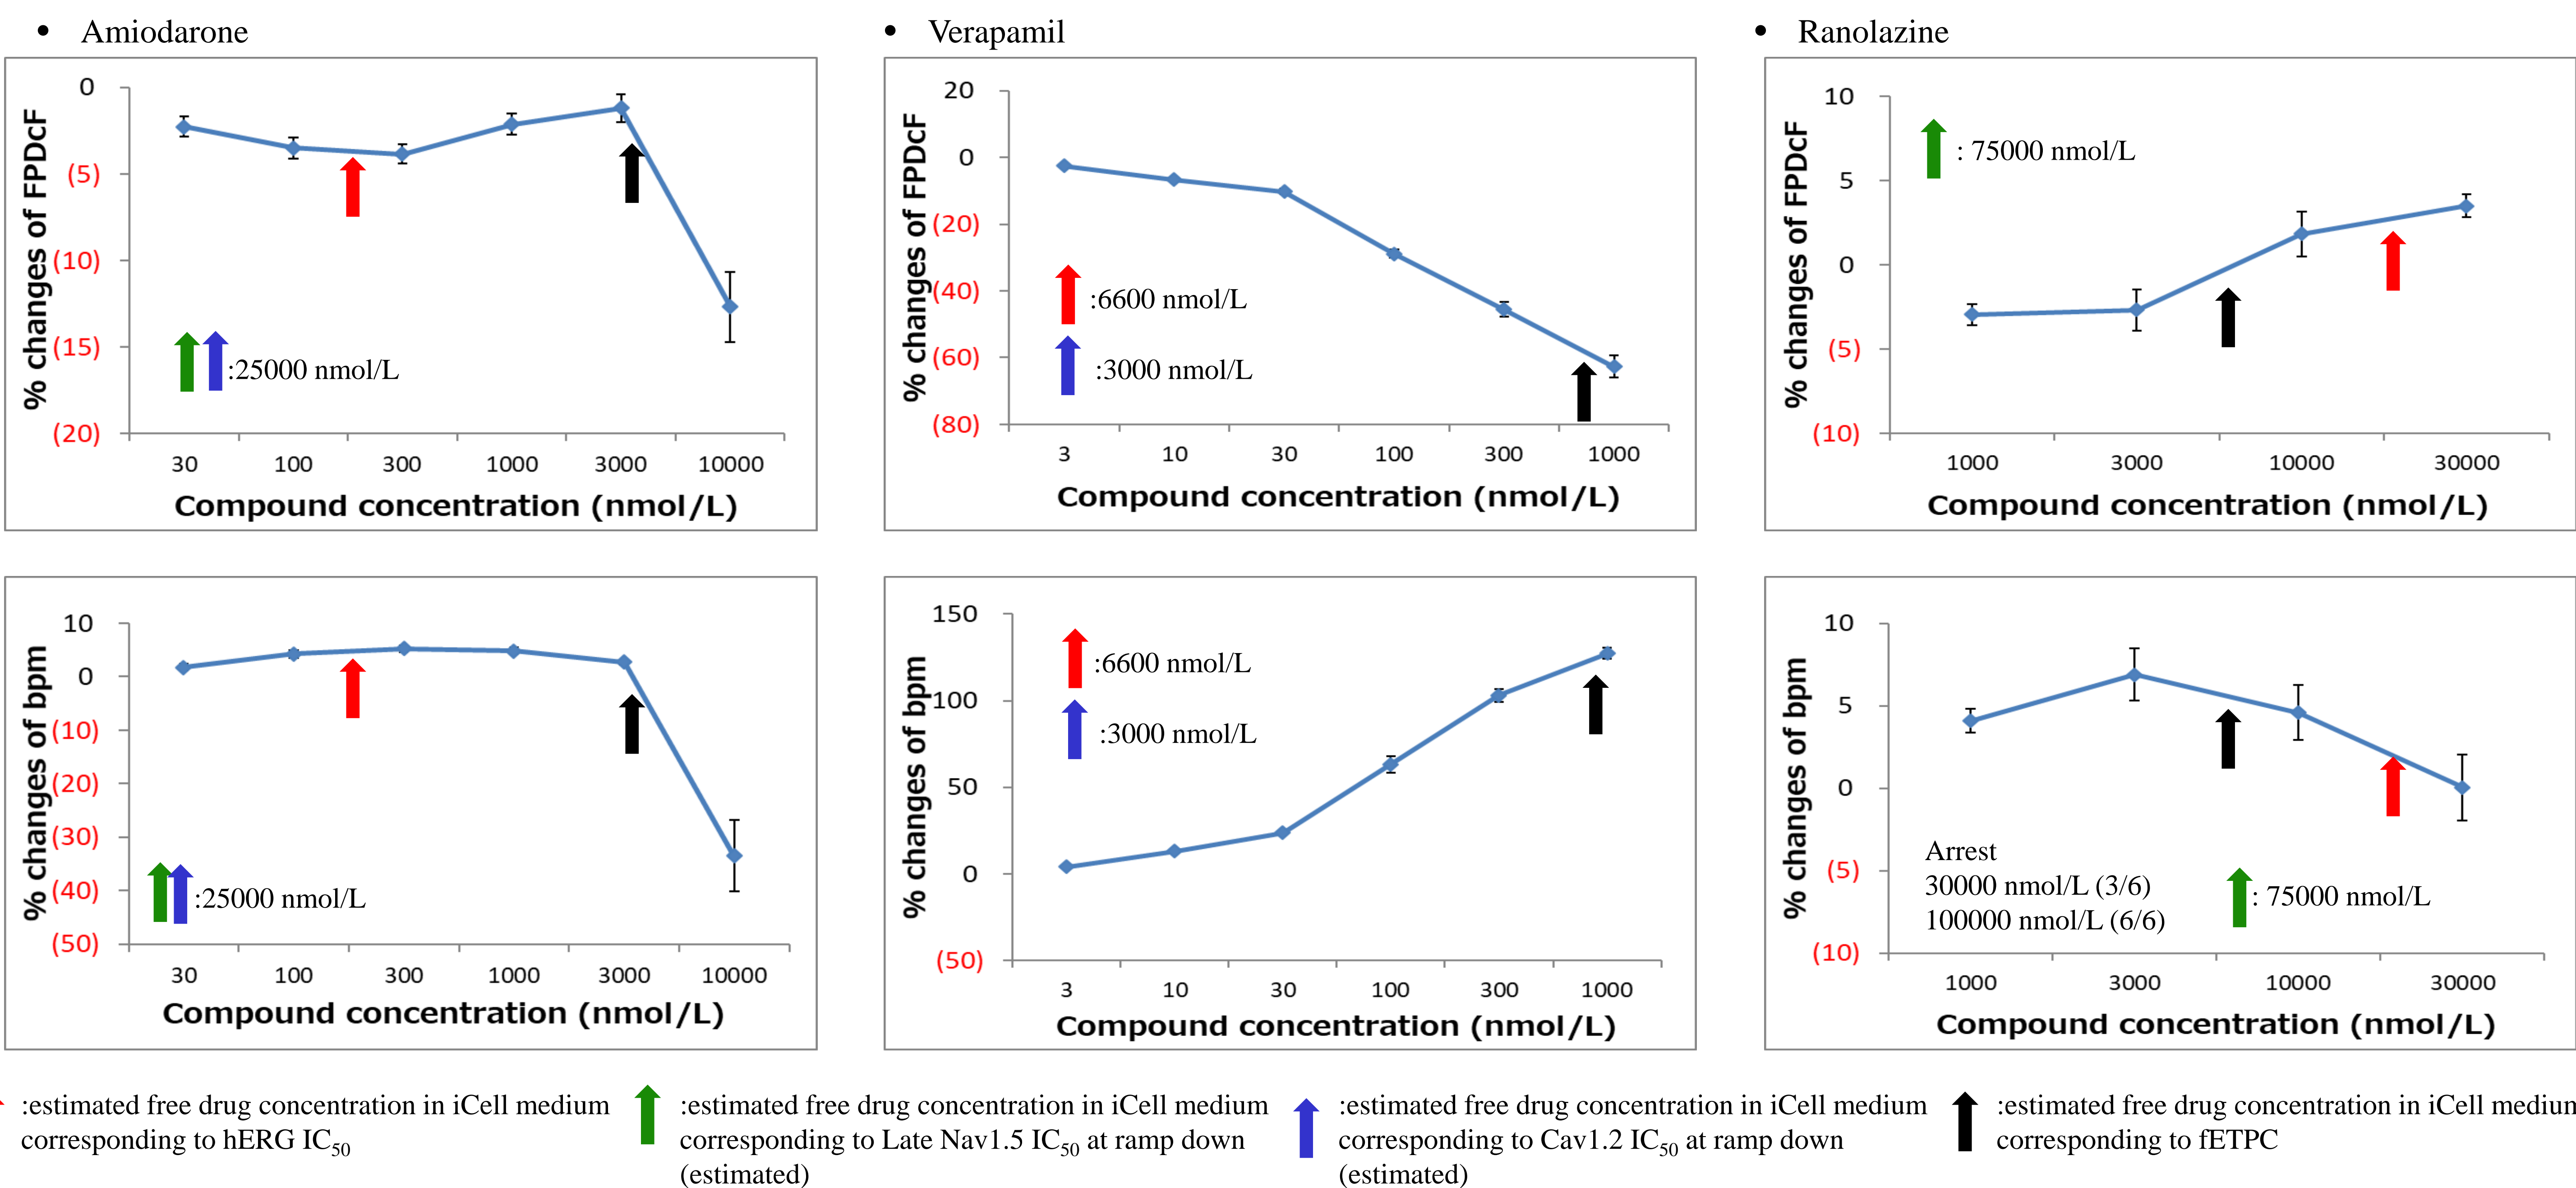 • Amiodarone
• Verapamil
• Ranolazine
% changes of FPDcF
0
(5)
(10)
(15)
(20)
:25000 nmol/L
30 100 300 1000 3000 10000
Compound concentration (nmol/L)
% changes of FPDcF
20
0
(20)
(40)
(60)
(80)
:6600 nmol/L
:3000 nmol/L
3 10 30 100 300 1000
Compound concentration (nmol/L)
% changes of FPDcF
10
5
0
(5)
(10)
: 75000 nmol/L
1000 3000 10000 30000
Compound concentration (nmol/L)
% changes of bpm
10
0
(10)
(20)
(30)
(40)
(50)
:25000 nmol/L
30 100 300 1000 3000 10000
Compound concentration (nmol/L)
% changes of bpm
150
100
50
0
(50)
:6600 nmol/L
:3000 nmol/L
3 10 30 100 300 1000
Compound concentration (nmol/L)
% changes of bpm
10
5
0
(5)
(10)
Arrest
30000 nmol/L (3/6)
100000 nmol/L (6/6)
: 75000 nmol/L
1000 3000 10000 30000
Compound concentration (nmol/L)
:estimated free drug concentration in iCell medium
corresponding to hERG IC50
:estimated free drug concentration in iCell medium
corresponding to Late Nav1.5 IC50 at ramp down
(estimated)
:estimated free drug concentration in iCell medium
corresponding to Cav1.2 IC50 at ramp down
(estimated)
:estimated free drug concentration in iCell medium
corresponding to fETPC